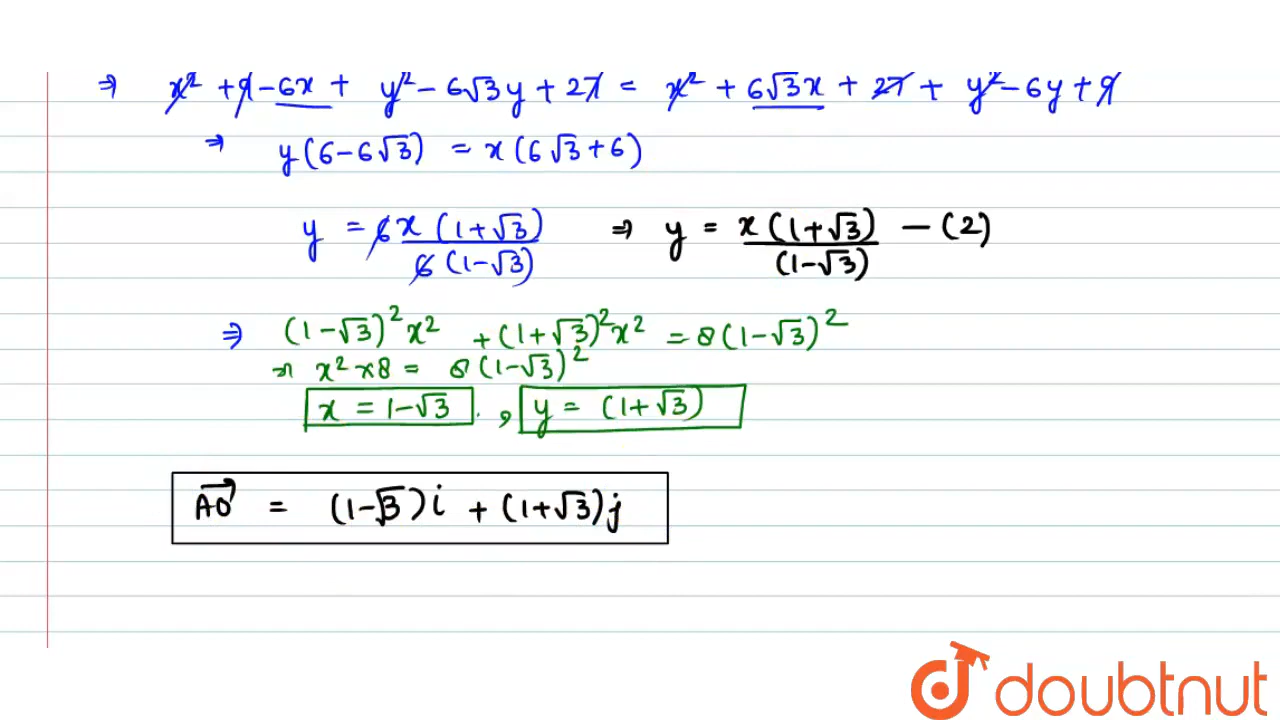 ⇒ x² + 9 - 6x + y² - 6√3y + 27 = x² + 6√3x + 27 + y² - 6y + 9
⇒ y(6-6√3) = x(6√3+6)
y = 6x(1+√3)/6(1-√3) ⇒ y = x(1+√3)/(1-√3) — (2)
⇒ (1-√3)²x² + (1+√3)²x² = 8(1-√3)²
⇒ x² × 8 = 8(1-√3)²
x = 1-√3 , y = (1+√3)
AO⃗ = (1-√3)i + (1+√3)j
doubtnut